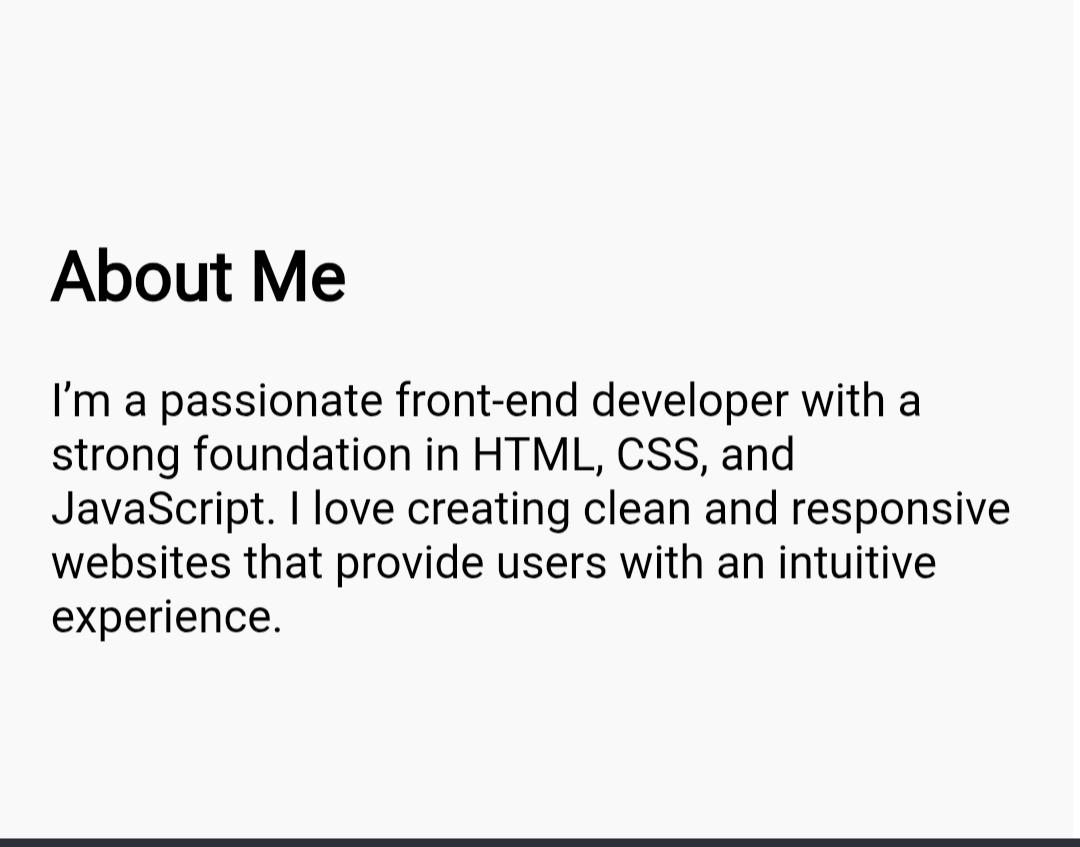 About Me
I’m a passionate front-end developer with a
strong foundation in HTML, CSS, and
JavaScript. I love creating clean and responsive
websites that provide users with an intuitive
experience.